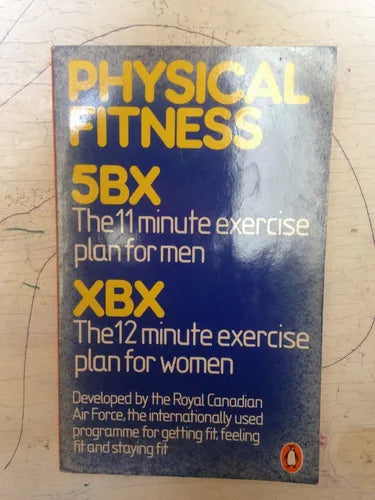 PHYSICAL
FITNESS
5BX
The 11 minute exercise
plan for men
XBX
The 12 minute exercise
plan for women
Developed by the Royal Canadian
Air Force, the internationally used
programme for getting fit, feeling
fit and staying fit